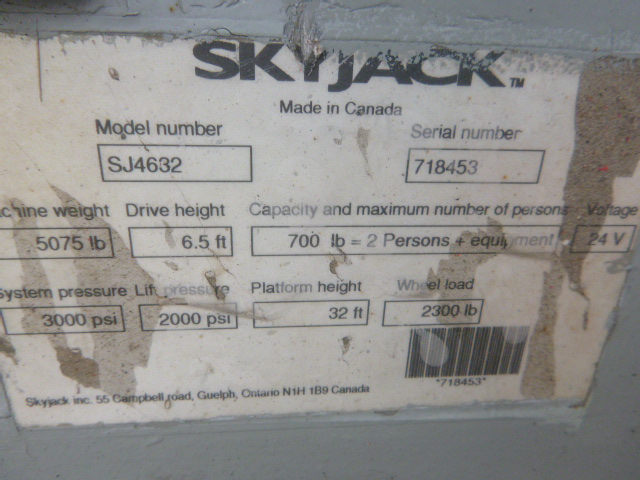 SKYJACK™
Made in Canada
Model number Serial number
SJ4632 718453
chine weight Drive height Capacity and maximum number of persons Voltage
5075 lb 6.5 ft 700 lb = 2 Persons + equipment 24 V
System pressure Lift pressure Platform height Wheel load
3000 psi 2000 psi 32 ft 2300 lb
*718453*
Skyjack inc. 55 Campbell road, Guelph, Ontario N1H 1B9 Canada